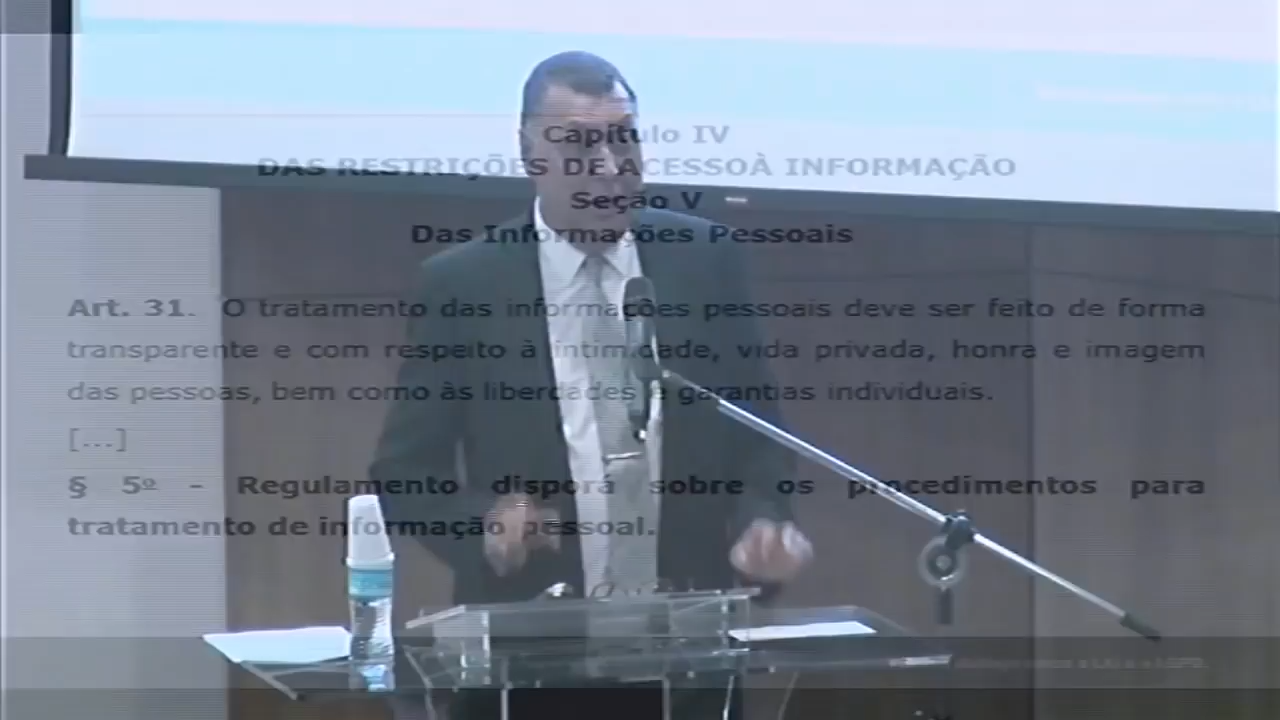 Capítulo IV
DAS RESTRIÇÕES DE ACESSOÀ INFORMAÇÃO
Seção V
Das Informações Pessoais
Art. 31. O tratamento das informações pessoais deve ser feito de forma
transparente e com respeito à intimidade, vida privada, honra e imagem
das pessoas, bem como às liberdades e garantias individuais.
[...]
§ 5º - Regulamento disporá sobre os procedimentos para
tratamento de informação pessoal.